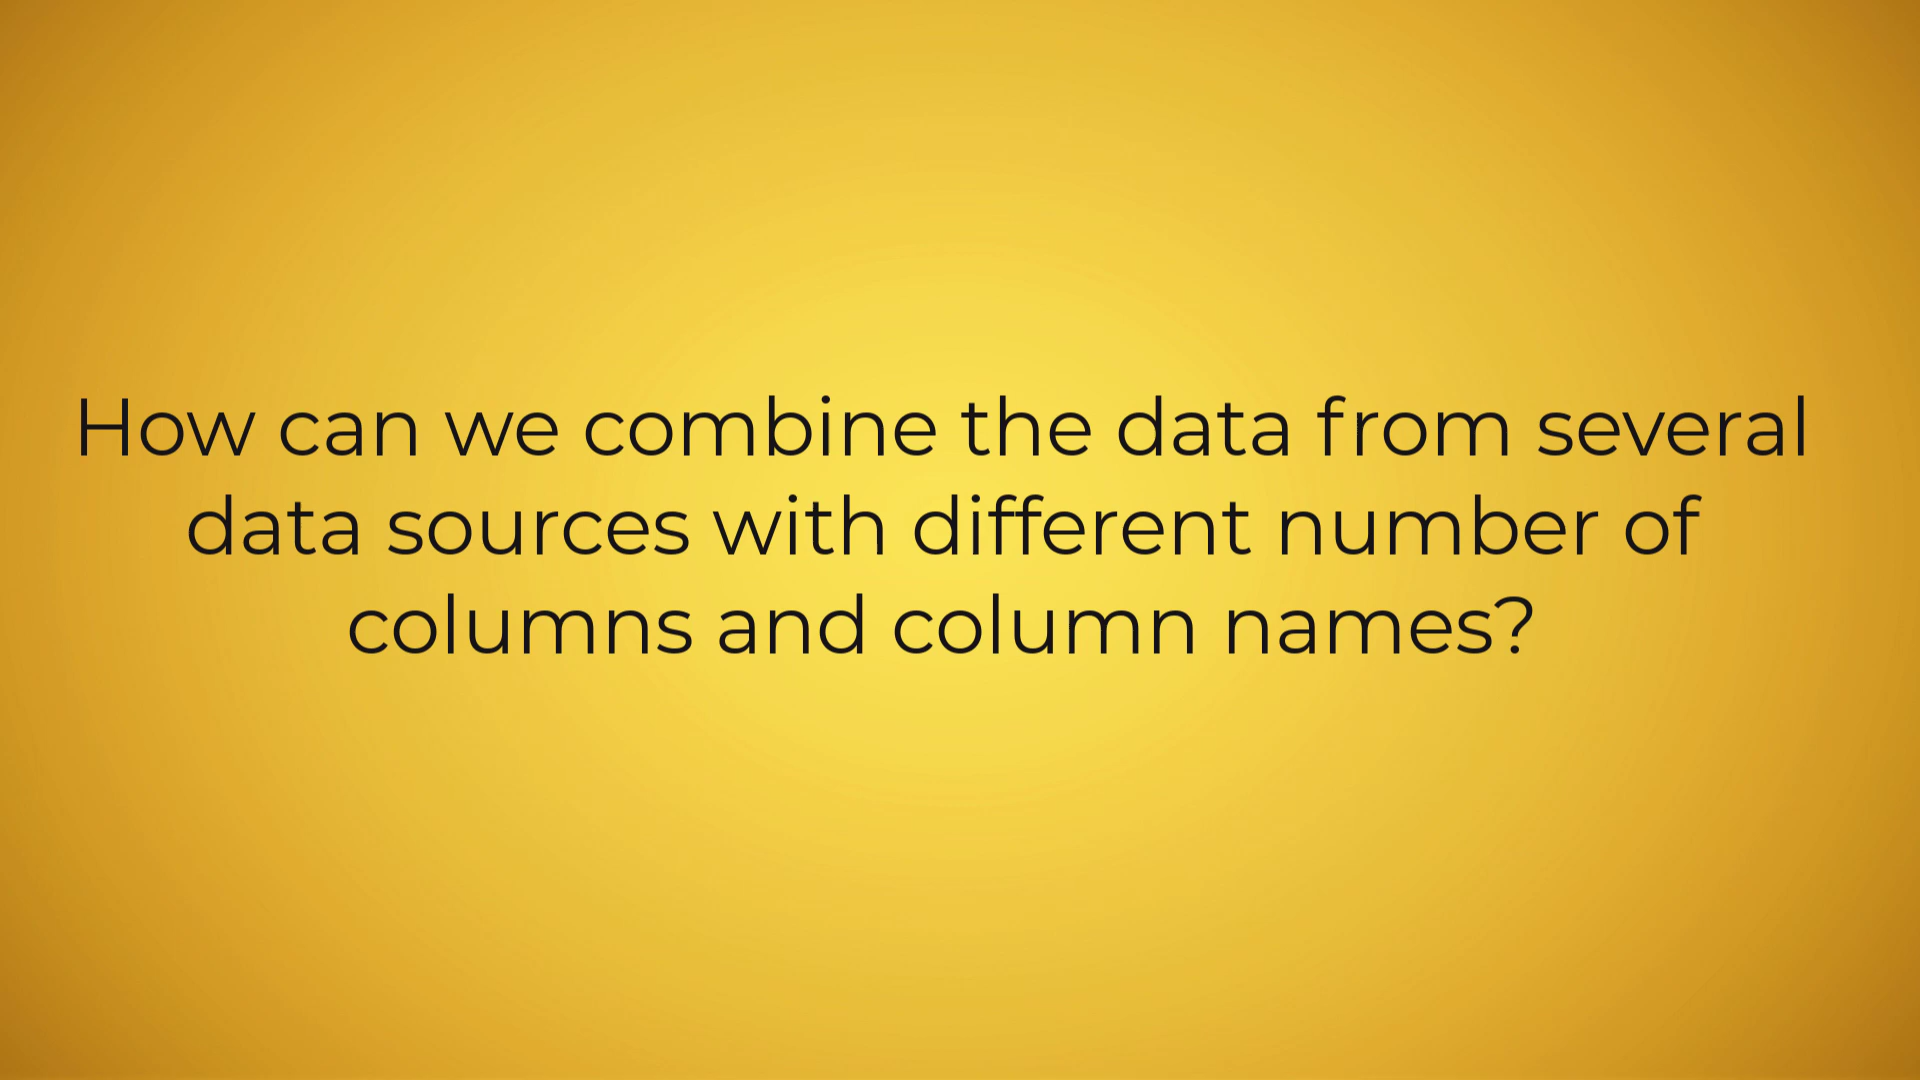 How can we combine the data from several
data sources with different number of
columns and column names?